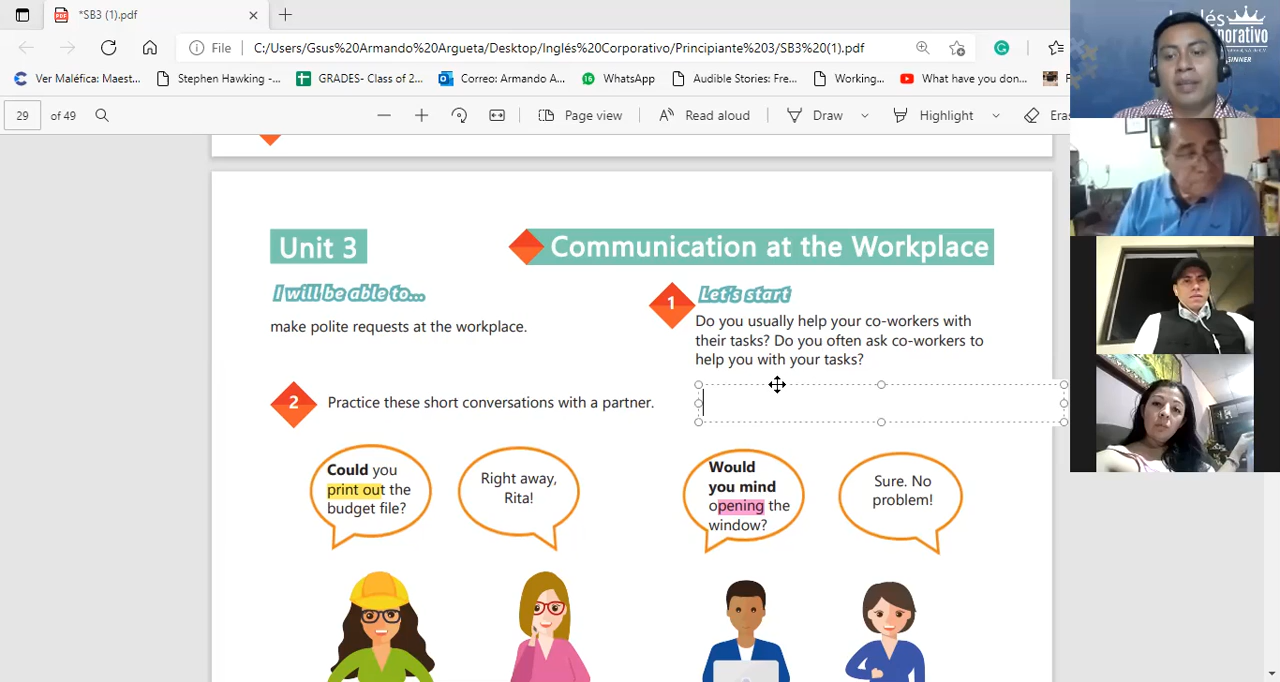 *SB3 (1).pdf
File C:/Users/Gsus%20Armando%20Argueta/Desktop/Inglés%20Corporativo/Principiante%203/SB3%20(1).pdf
Ver Maléfica: Maest... Stephen Hawking -... GRADES- Class of 2... Correo: Armando A... WhatsApp Audible Stories: Fre... Working... What have you don...
29 of 49 Page view Read aloud Draw Highlight Eras
Inglés
orporativo
SINNER
Unit 3
Communication at the Workplace
I will be able to...
make polite requests at the workplace.
1
Let's start
Do you usually help your co-workers with
their tasks? Do you often ask co-workers to
help you with your tasks?
2
Practice these short conversations with a partner.
Could you
print out the
budget file?
Right away,
Rita!
Would
you mind
opening the
window?
Sure. No
problem!